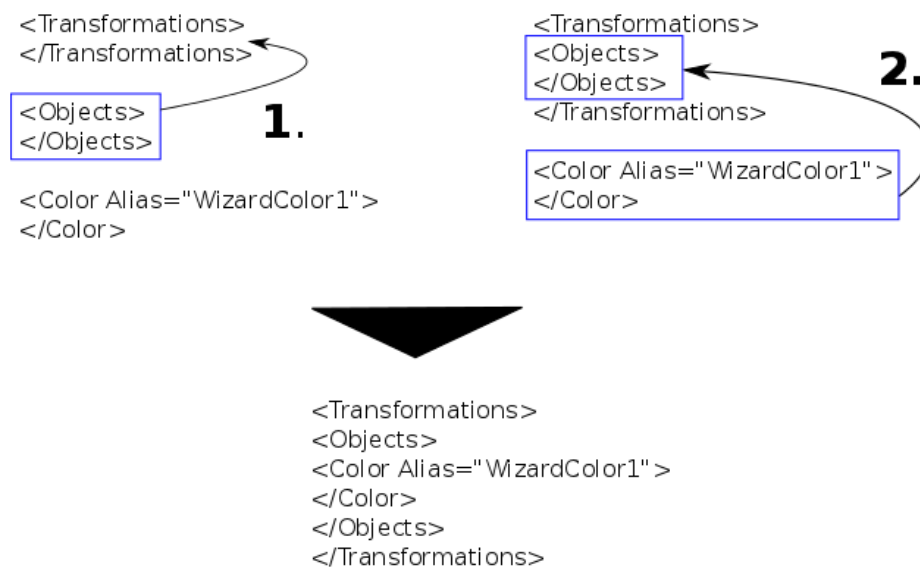 <Transformations>
</Transformations>
<Objects>
</Objects>
1.
<Color Alias="WizardColor1">
</Color>
<Transformations>
<Objects>
</Objects>
</Transformations>
2.
<Color Alias="WizardColor1">
</Color>
<Transformations>
<Objects>
<Color Alias="WizardColor1">
</Color>
</Objects>
</Transformations>